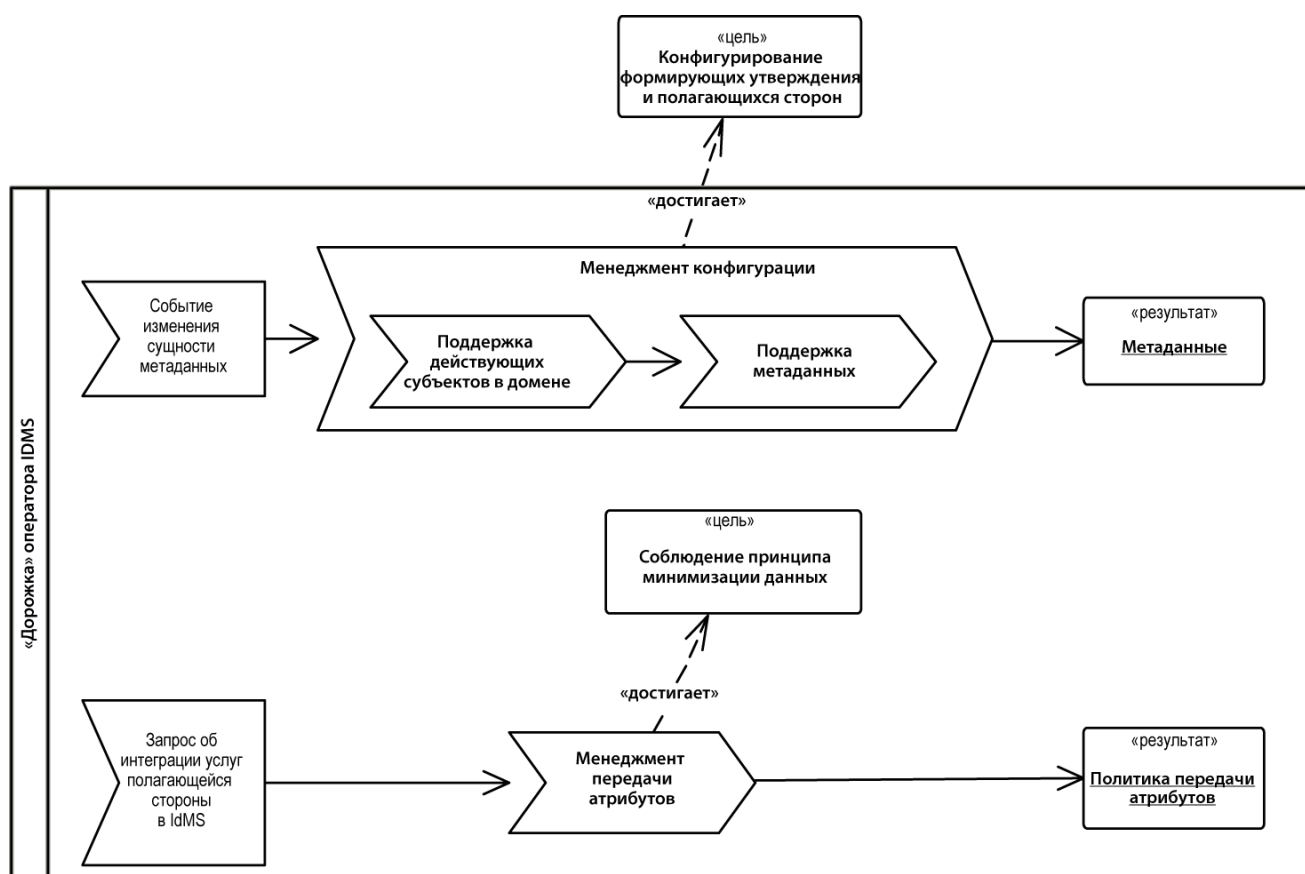 «цель»
Конфигурирование
формирующих утверждения
и полагающихся сторон
«достигает»
Менеджмент конфигурации
Событие
изменения
сущности
метаданных
Поддержка
действующих
субъектов в домене
Поддержка
метаданных
«результат»
Метаданные
«Дорожка» оператора IDMS
«цель»
Соблюдение принципа
минимизации данных
«достигает»
Запрос об
интеграции услуг
полагающейся
стороны
в IdMS
Менеджмент
передачи
атрибутов
«результат»
Политика передачи
атрибутов